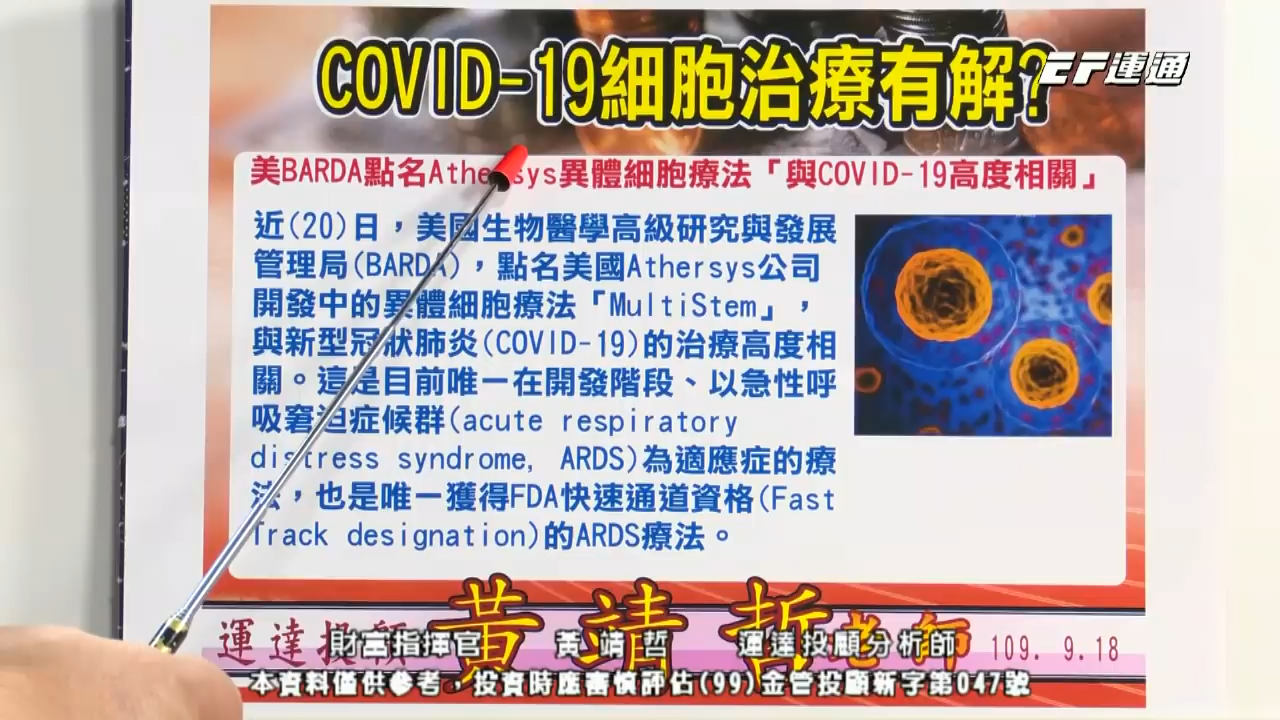 COVID-19細胞治療有解?
EF運通
美BARDA點名Athersys異體細胞療法「與COVID-19高度相關」
近(20)日，美國生物醫學高級研究與發展
管理局(BARDA)，點名美國Athersys公司
開發中的異體細胞療法「MultiStem」，
與新型冠狀肺炎(COVID-19)的治療高度相
關。這是目前唯一在開發階段、以急性呼
吸窘迫症候群(acute respiratory
distress syndrome, ARDS)為適應症的療
法，也是唯一獲得FDA快速通道資格(Fast
Track designation)的ARDS療法。
運達投顧 黃靖哲老師 109. 9.18
財富指揮官 黃靖哲 運達投顧分析師
本資料僅供參考，投資時應審慎評估(99)金管投顧新字第047號